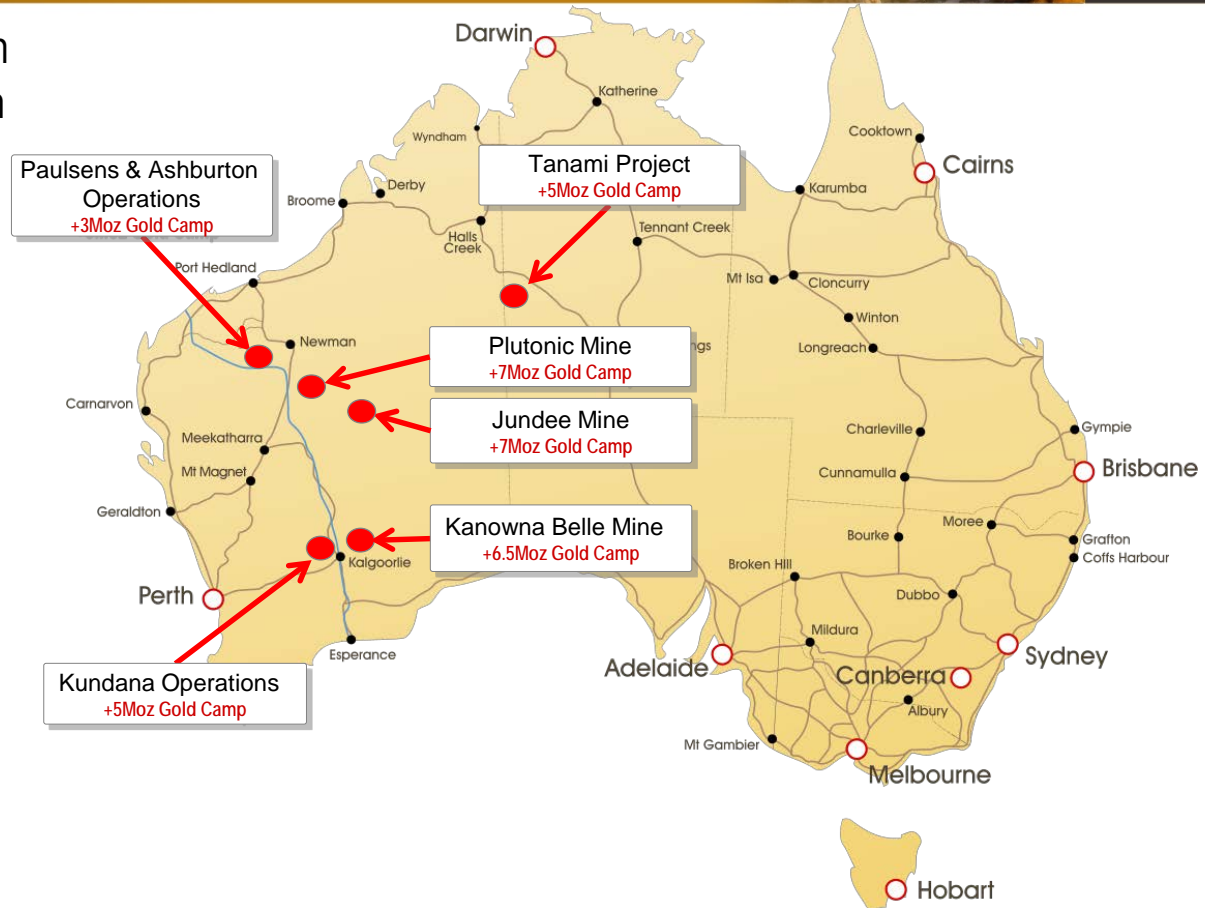 Darwin
Katherine
Wyndham
Cooktown
Cairns
Paulsens & Ashburton
Operations
+3Moz Gold Camp
Tanami Project
+5Moz Gold Camp
Derby
Broome
Karumba
Halls
Creek
Tennant Creek
Port Hedland
Mt Isa
Cloncurry
Winton
Newman
Longreach
Plutonic Mine
+7Moz Gold Camp
ngs
Carnarvon
Jundee Mine
+7Moz Gold Camp
Charleville
Gympie
Meekatharra
Mt Magnet
Cunnamulla
Brisbane
Geraldton
Kanowna Belle Mine
+6.5Moz Gold Camp
Moree
Bourke
Grafton
Coffs Harbour
Kalgoorlie
Broken Hill
Perth
Dubbo
Mildura
Esperance
Adelaide
Sydney
Canberra
Kundana Operations
+5Moz Gold Camp
Albury
Mt Gambier
Melbourne
Hobart